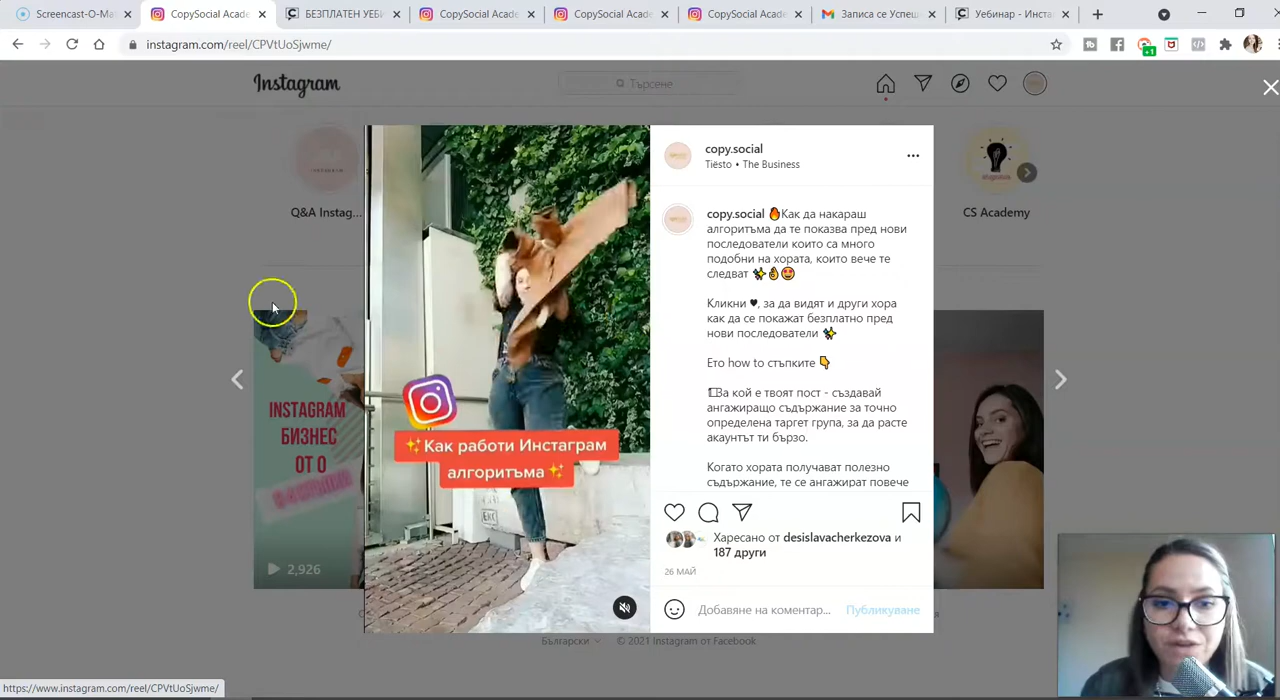 Screencast-O-Mat
CopySocial Acade
БЕЗПЛАТЕН УЕБИ
CopySocial Acade
CopySocial Acade
CopySocial Acade
Записа се Успеш
Уебинар - Инста
instagram.com/reel/CPVtUoSjwme/
+1
Instagram
Търсене
Q&A Instag...
CS Academy
copy.social
Tiësto • The Business
copy.social 🔥Как да накараш
алгоритъма да те показва пред нови
последователи които са много
подобни на хората, които вече те
следват ✨👌🤩
Кликни ♥, за да видят и други хора
как да се покажат безплатно пред
нови последователи ✨
Ето how to стъпките 👇
За кой е твоят пост - създавай
ангажиращо съдържание за точно
определена таргет група, за да расте
акаунтът ти бързо.
Когато хората получават полезно
съдържание, те се ангажират повече
✨Как работи Инстаграм
алгоритъма✨
INSTAGRAM
БИЗНЕС
ОТ 0
2,926
Харесано от desislavacherkezova и
187 други
26 МАЙ
Добавяне на коментар...
Публикуване
Български
© 2021 Instagram от Facebook
https://www.instagram.com/reel/CPVtUoSjwme/